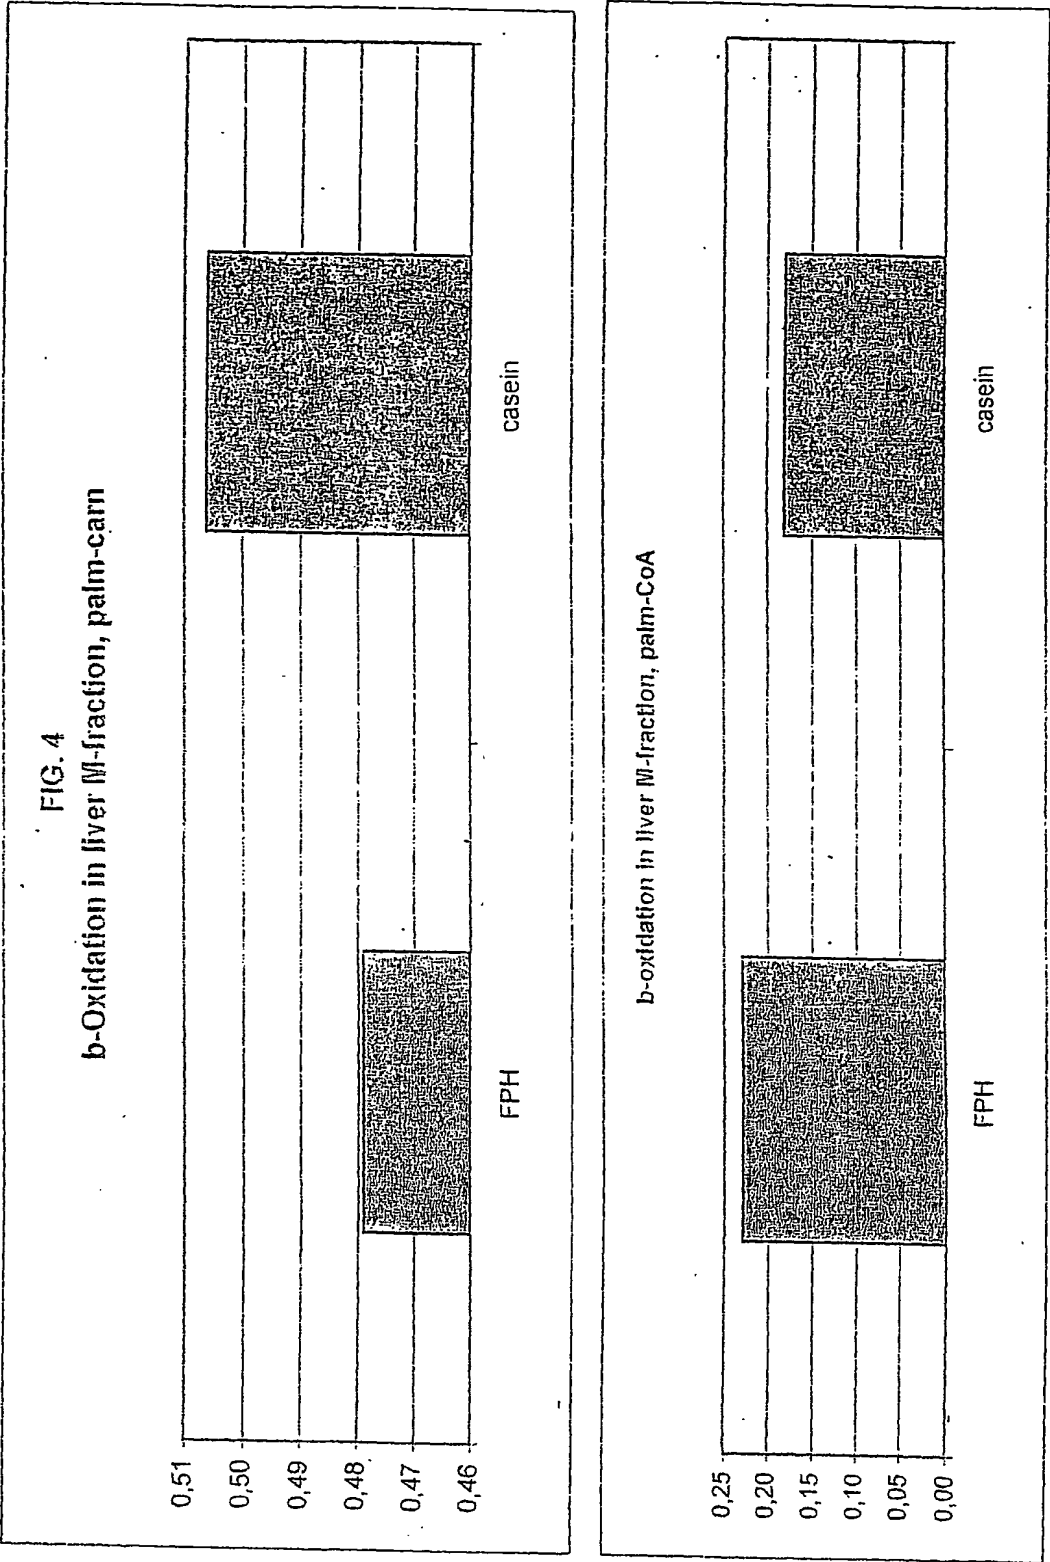 FIG. 4
b-Oxidation in liver M-fraction, palm-carn
0,51
0,50
0,49
0,48
0,47
0,46
FPH
casein
b-oxidation in liver M-fraction, palm-CoA
0,25
0,20
0,15
0,10
0,05
0,00
FPH
casein